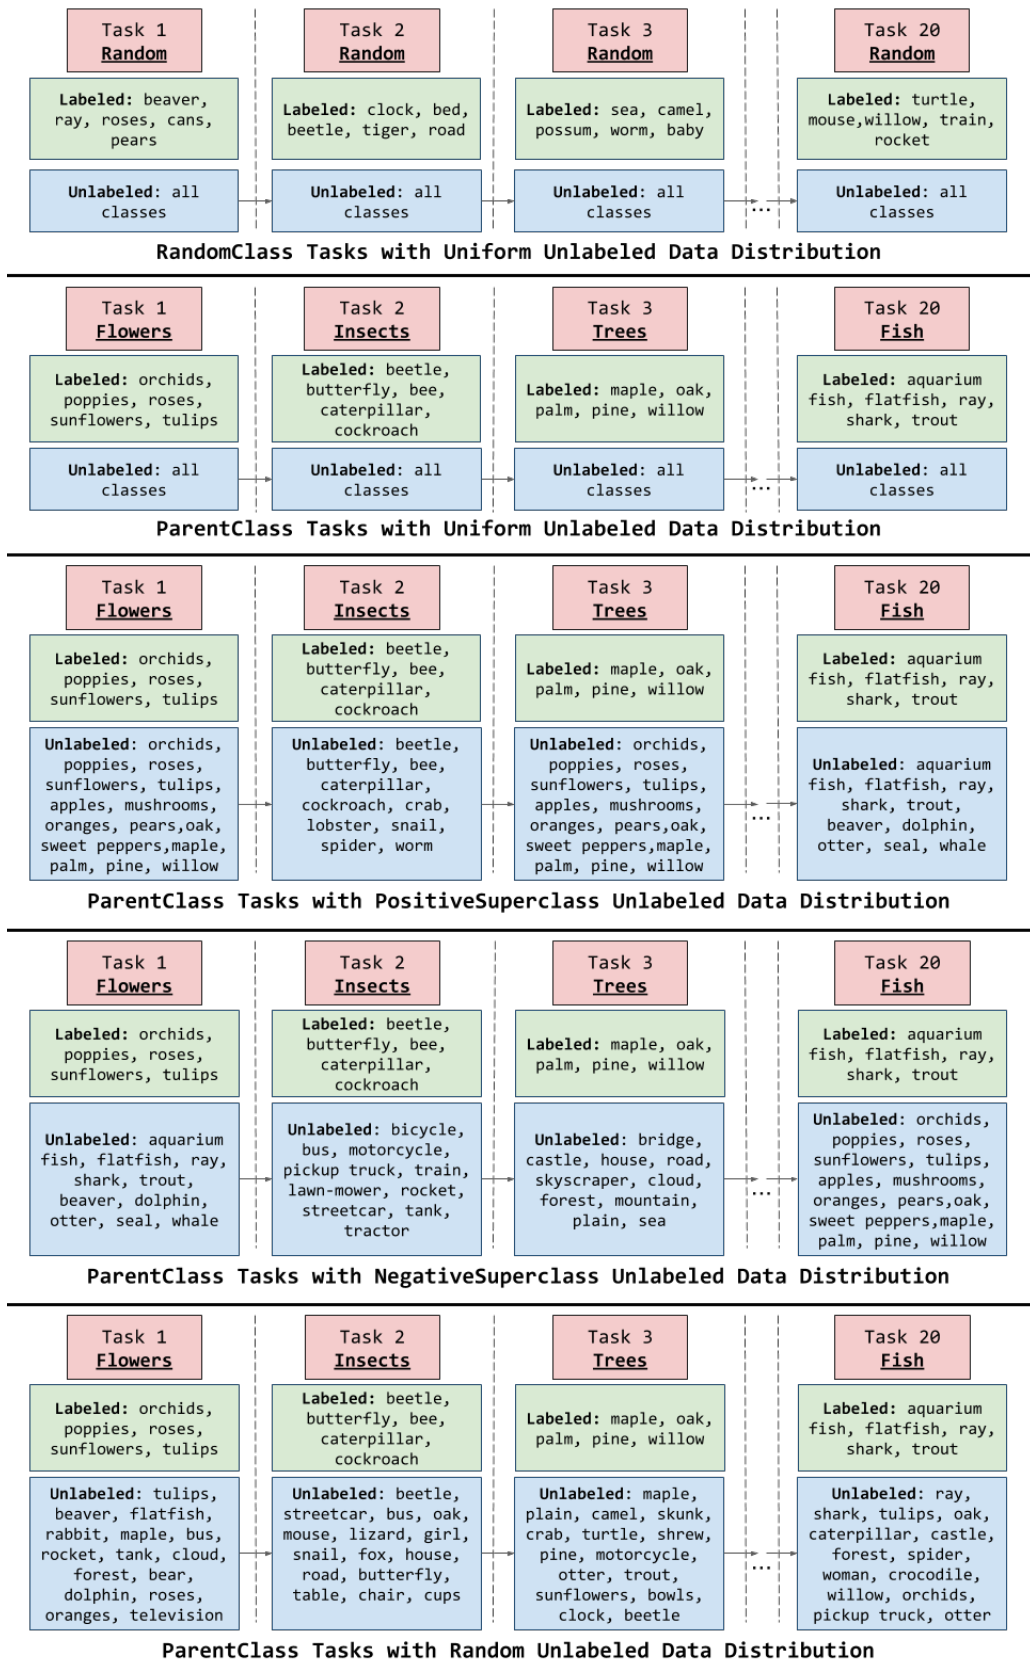 Task 1
Random
Labeled: beaver,
ray, roses, cans,
pears
Unlabeled: all
classes
Task 2
Random
Labeled: clock, bed,
beetle, tiger, road
Unlabeled: all
classes
Task 3
Random
Labeled: sea, camel,
possum, worm, baby
Unlabeled: all
classes
...
Task 20
Random
Labeled: turtle,
mouse,willow, train,
rocket
Unlabeled: all
classes
RandomClass Tasks with Uniform Unlabeled Data Distribution
Task 1
Flowers
Labeled: orchids,
poppies, roses,
sunflowers, tulips
Unlabeled: all
classes
Task 2
Insects
Labeled: beetle,
butterfly, bee,
caterpillar,
cockroach
Unlabeled: all
classes
Task 3
Trees
Labeled: maple, oak,
palm, pine, willow
Unlabeled: all
classes
...
Task 20
Fish
Labeled: aquarium
fish, flatfish, ray,
shark, trout
Unlabeled: all
classes
ParentClass Tasks with Uniform Unlabeled Data Distribution
Task 1
Flowers
Labeled: orchids,
poppies, roses,
sunflowers, tulips
Unlabeled: orchids,
poppies, roses,
sunflowers, tulips,
apples, mushrooms,
oranges, pears,oak,
sweet peppers,maple,
palm, pine, willow
Task 2
Insects
Labeled: beetle,
butterfly, bee,
caterpillar,
cockroach
Unlabeled: beetle,
butterfly, bee,
caterpillar,
cockroach, crab,
lobster, snail,
spider, worm
Task 3
Trees
Labeled: maple, oak,
palm, pine, willow
Unlabeled: orchids,
poppies, roses,
sunflowers, tulips,
apples, mushrooms,
oranges, pears,oak,
sweet peppers,maple,
palm, pine, willow
...
Task 20
Fish
Labeled: aquarium
fish, flatfish, ray,
shark, trout
Unlabeled: aquarium
fish, flatfish, ray,
shark, trout,
beaver, dolphin,
otter, seal, whale
ParentClass Tasks with PositiveSuperclass Unlabeled Data Distribution
Task 1
Flowers
Labeled: orchids,
poppies, roses,
sunflowers, tulips
Unlabeled: aquarium
fish, flatfish, ray,
shark, trout,
beaver, dolphin,
otter, seal, whale
Task 2
Insects
Labeled: beetle,
butterfly, bee,
caterpillar,
cockroach
Unlabeled: bicycle,
bus, motorcycle,
pickup truck, train,
lawn-mower, rocket,
streetcar, tank,
tractor
Task 3
Trees
Labeled: maple, oak,
palm, pine, willow
Unlabeled: bridge,
castle, house, road,
skyscraper, cloud,
forest, mountain,
plain, sea
...
Task 20
Fish
Labeled: aquarium
fish, flatfish, ray,
shark, trout
Unlabeled: orchids,
poppies, roses,
sunflowers, tulips,
apples, mushrooms,
oranges, pears,oak,
sweet peppers,maple,
palm, pine, willow
ParentClass Tasks with NegativeSuperclass Unlabeled Data Distribution
Task 1
Flowers
Labeled: orchids,
poppies, roses,
sunflowers, tulips
Unlabeled: tulips,
beaver, flatfish,
rabbit, maple, bus,
rocket, tank, cloud,
forest, bear,
dolphin, roses,
oranges, television
Task 2
Insects
Labeled: beetle,
butterfly, bee,
caterpillar,
cockroach
Unlabeled: beetle,
streetcar, bus, oak,
mouse, lizard, girl,
snail, fox, house,
road, butterfly,
table, chair, cups
Task 3
Trees
Labeled: maple, oak,
palm, pine, willow
Unlabeled: maple,
plain, camel, skunk,
crab, turtle, shrew,
pine, motorcycle,
otter, trout,
sunflowers, bowls,
clock, beetle
...
Task 20
Fish
Labeled: aquarium
fish, flatfish, ray,
shark, trout
Unlabeled: ray,
shark, tulips, oak,
caterpillar, castle,
forest, spider,
woman, crocodile,
willow, orchids,
pickup truck, otter
ParentClass Tasks with Random Unlabeled Data Distribution